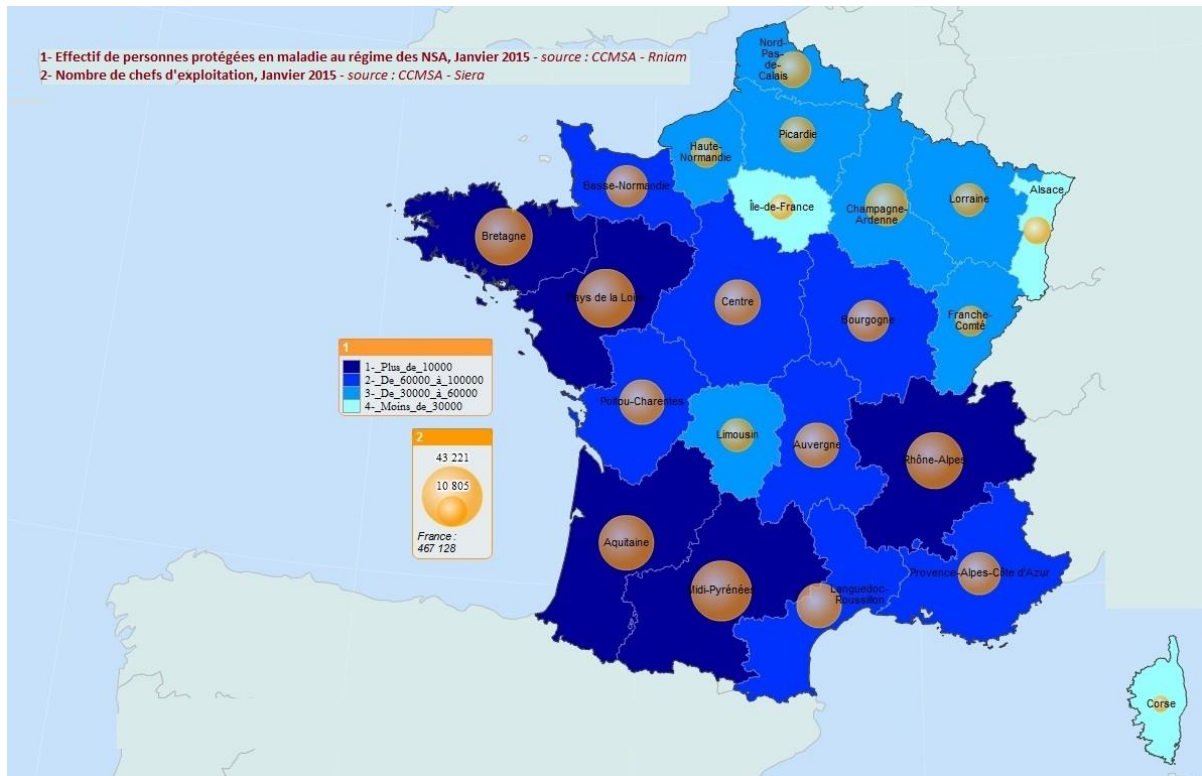 1- Effectif de personnes protégées en maladie au régime des NSA, Janvier 2015 - source : CCMSA - Rniam
2- Nombre de chefs d'exploitation, Janvier 2015 - source : CCMSA - Siera
Nord-
Pas-
de-
Calais
Picardie
Haute-
Normandie
Basse-Normandie
Île-de-France
Champagne-
Ardenne
Lorraine
Alsace
Bretagne
Pays de la Loire
Centre
Bourgogne
Franche-
Comté
1
1-_Plus_de_10000
2-_De_60000_à_100000
3-_De_30000_à_60000
4-_Moins_de_30000
Poitou-Charentes
Limousin
Auvergne
Rhône-Alpes
2
43 221
10 805
France :
467 128
Aquitaine
Midi-Pyrénées
Languedoc-
Roussillon
Provence-Alpes-Côte d'Azur
Corse